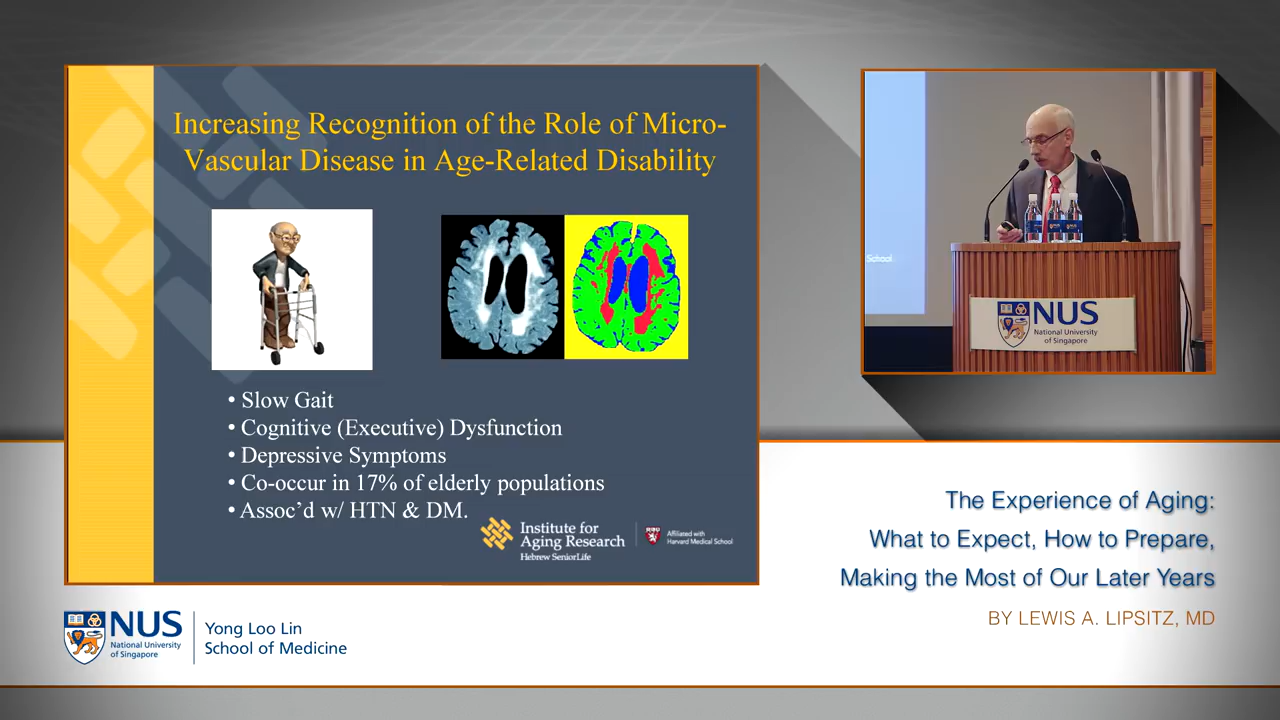 Increasing Recognition of the Role of Micro-
Vascular Disease in Age-Related Disability
• Slow Gait
• Cognitive (Executive) Dysfunction
• Depressive Symptoms
• Co-occur in 17% of elderly populations
• Assoc’d w/ HTN & DM.
Institute for
Aging Research
Hebrew SeniorLife
Affiliated with
Harvard Medical School
School
NUS
National University
of Singapore
The Experience of Aging:
What to Expect, How to Prepare,
Making the Most of Our Later Years
BY LEWIS A. LIPSITZ, MD
NUS
National University
of Singapore
Yong Loo Lin
School of Medicine